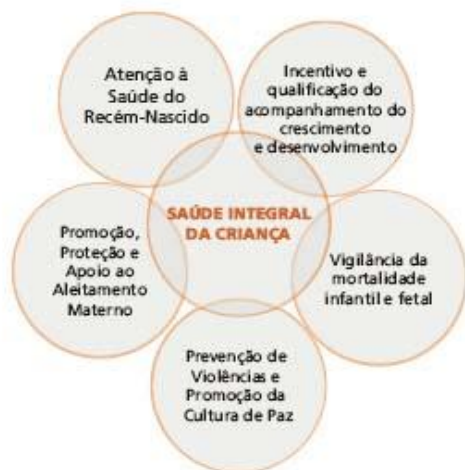 Atenção à
Saúde do
Recém-Nascido
Incentivo e
qualificação do
acompanhamento do
crescimento
e desenvolvimento
SAÚDE INTEGRAL
DA CRIANÇA
Promoção,
Proteção e
Apoio ao
Aleitamento
Materno
Vigilância da
mortalidade
infantil e fetal
Prevenção de
Violências e
Promoção da
Cultura de Paz